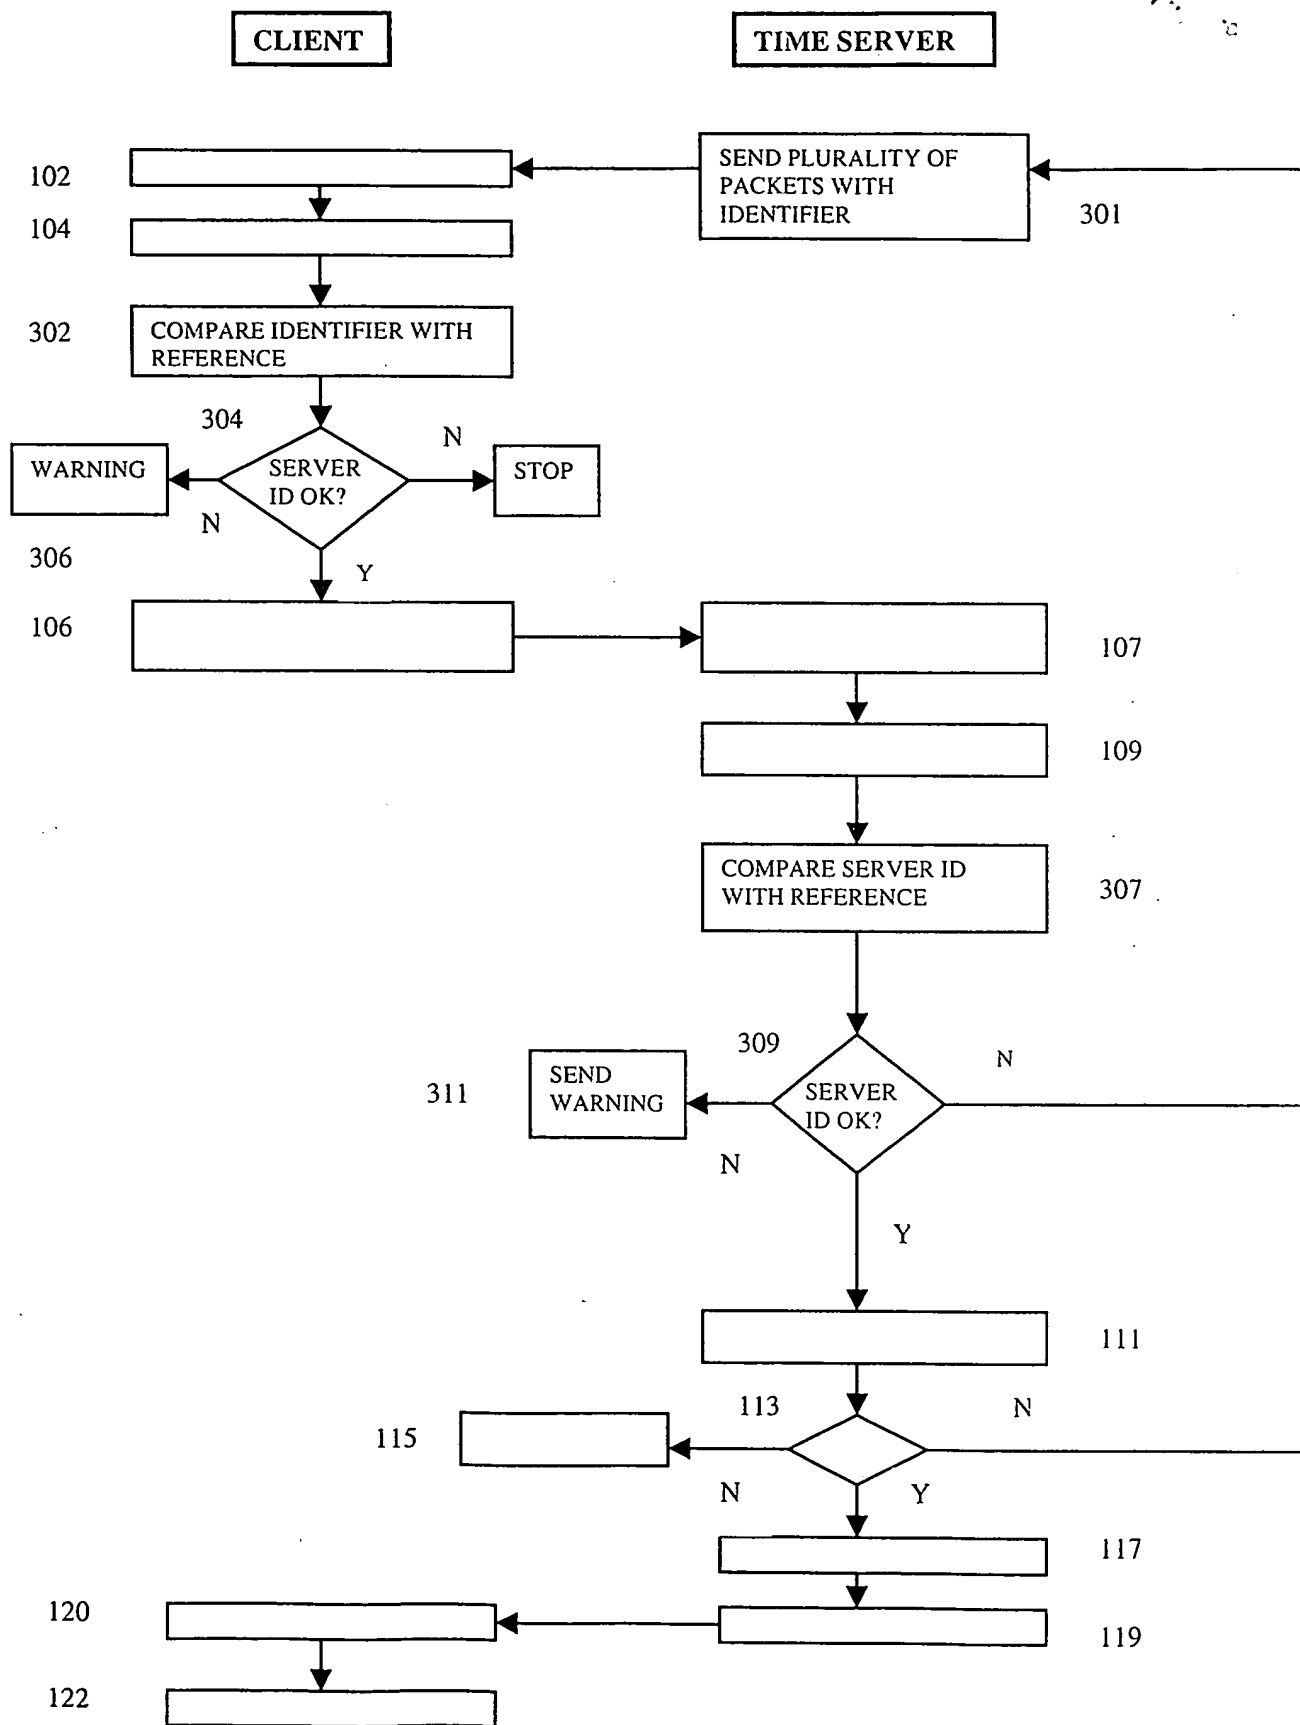 CLIENT
TIME SERVER
102
SEND PLURALITY OF
PACKETS WITH
IDENTIFIER
301
104
302
COMPARE IDENTIFIER WITH
REFERENCE
304
N
WARNING
SERVER
ID OK?
STOP
N
306
Y
106
107
109
COMPARE SERVER ID
WITH REFERENCE
307
309
N
311
SEND
WARNING
SERVER
ID OK?
N
Y
111
113
N
115
N
Y
117
120
119
122